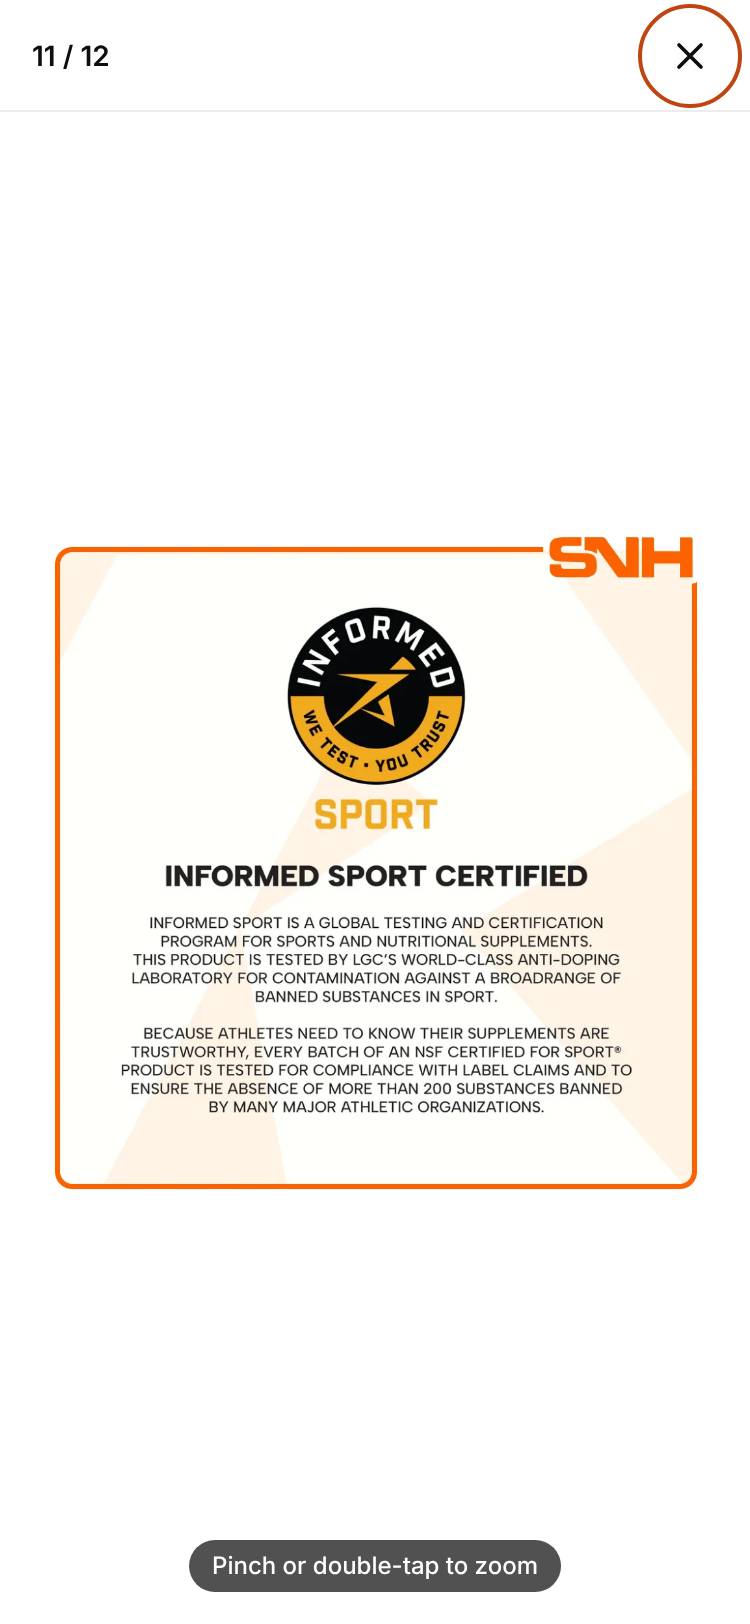 11 / 12
SNH
INFORMED
WE TEST • YOU TRUST
SPORT
INFORMED SPORT CERTIFIED
INFORMED SPORT IS A GLOBAL TESTING AND CERTIFICATION
PROGRAM FOR SPORTS AND NUTRITIONAL SUPPLEMENTS.
THIS PRODUCT IS TESTED BY LGC'S WORLD-CLASS ANTI-DOPING
LABORATORY FOR CONTAMINATION AGAINST A BROADRANGE OF
BANNED SUBSTANCES IN SPORT.
BECAUSE ATHLETES NEED TO KNOW THEIR SUPPLEMENTS ARE
TRUSTWORTHY, EVERY BATCH OF AN NSF CERTIFIED FOR SPORT®
PRODUCT IS TESTED FOR COMPLIANCE WITH LABEL CLAIMS AND TO
ENSURE THE ABSENCE OF MORE THAN 200 SUBSTANCES BANNED
BY MANY MAJOR ATHLETIC ORGANIZATIONS.
Pinch or double-tap to zoom